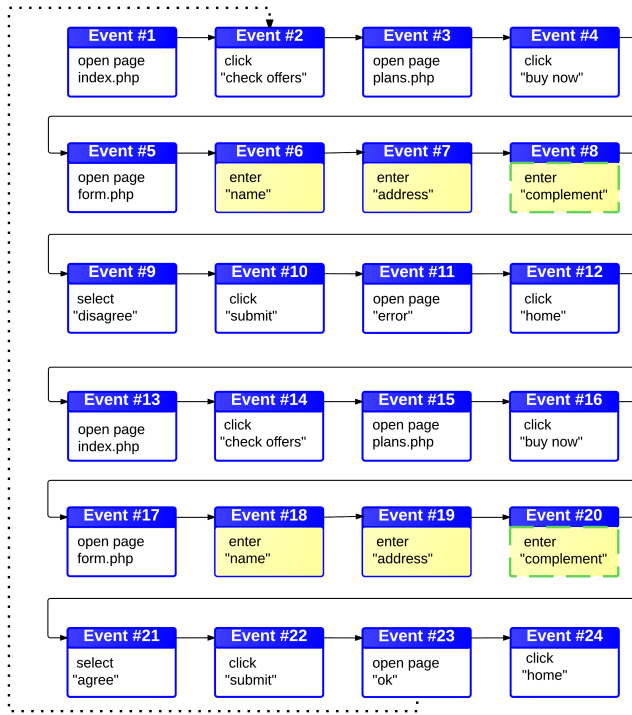 Event #1
Event #2
Event #3
Event #4
open page
index.php
click
"check offers"
open page
plans.php
click
"buy now"
Event #5
Event #6
Event #7
Event #8
open page
form.php
enter
"name"
enter
"address"
enter
"complement"
Event #9
Event #10
Event #11
Event #12
select
"disagree"
click
"submit"
open page
"error"
click
"home"
Event #13
Event #14
Event #15
Event #16
open page
index.php
click
"check offers"
open page
plans.php
click
"buy now"
Event #17
Event #18
Event #19
Event #20
open page
form.php
enter
"name"
enter
"address"
enter
"complement"
Event #21
Event #22
Event #23
Event #24
select
"agree"
click
"submit"
open page
"ok"
click
"home"